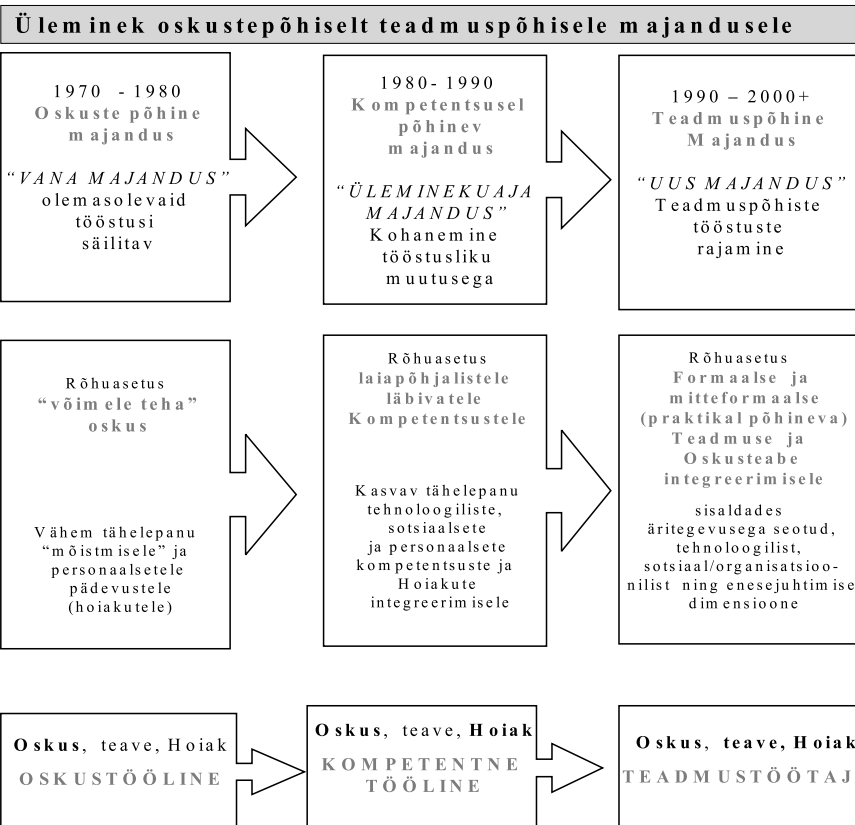 Üleminek oskustepõhiselt teadmuspõhisele majandusele
1970 - 1980
Oskuste põhine
majandus
“VANA MAJANDUS”
olemasolevaid
tööstusi
säilitav
1980- 1990
Kompetentsusel
põhinev
majandus
“ÜLEMINEKUAJA
MAJANDUS”
Kohanemine
tööstusliku
muutusega
1990 – 2000+
Teadmuspõhine
Majandus
“UUS MAJANDUS”
Teadmuspõhiste
tööstuste
rajamine
Rõhuasetus
“võimele teha”
oskus
Vähem tähelepanu
“mõistmisele” ja
personaalsetele
pädevustele
(hoiakutele)
Rõhuasetus
laiapõhjalistele
läbivatele
Kompetentsustele
Kasvav tähelepanu
tehnoloogiliste,
sotsiaalsete
ja personaalsete
kompetentsuste ja
Hoiakute
integreerimisele
Rõhuasetus
Formaalse ja
mitteformaalse
(praktikal põhineva)
Teadmuse ja
Oskusteabe
integreerimisele
sisaldades
äritegevusega seotud,
tehnoloogilist,
sotsiaal/organisatsioo-
nilist ning enesejuhtimise
dimensioone
Oskus, teave, Hoiak
OSKUSTÖÖLINE
Oskus, teave, Hoiak
KOMPETENTNE
TÖÖLINE
Oskus, teave, Hoiak
TEADMUSTÖÖTAJ